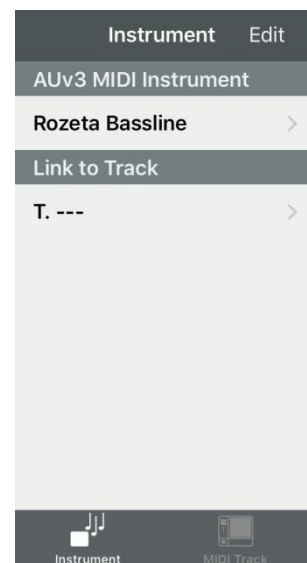 Instrument Edit
AUv3 MIDI Instrument
Rozeta Bassline
Link to Track
T. ---
Instrument MIDI Track